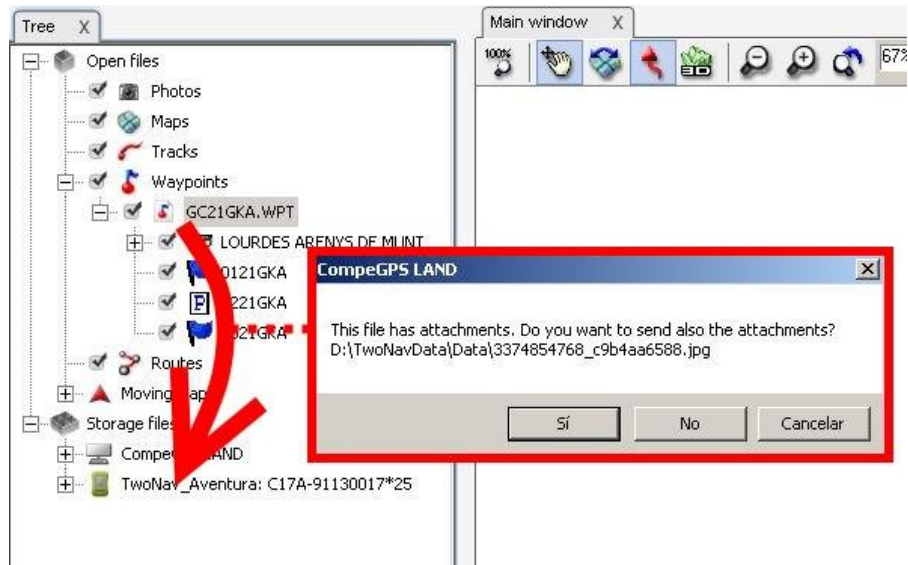 Tree X
Main window X
100%
67%
Open files
Photos
Maps
Tracks
Waypoints
GC21GKA.WPT
LOURDES ARENYS DE MUNT
0121GKA
P
221GKA
21GKA
Routes
Moving
Storage files
LAND
TwoNav_Aventura: C17A-91130017*25
CompeGPS LAND X
This file has attachments. Do you want to send also the attachments?
D:\TwoNavData\Data\3374854768_c9b4aa6588.jpg
Sí
No
Cancelar